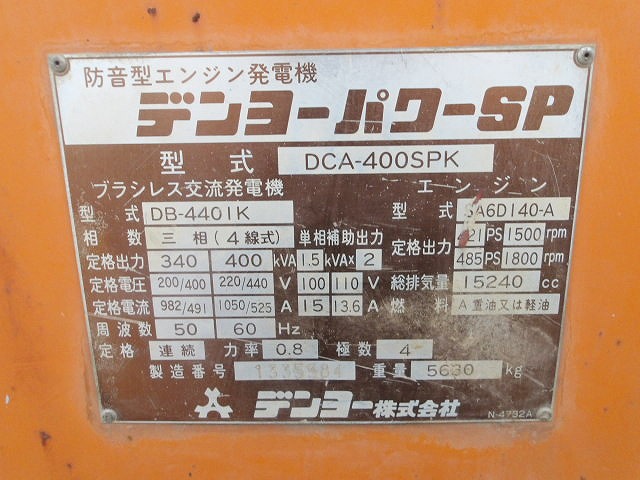 防音型エンジン発電機
デンヨーパワーSP
型式 DCA-400SPK
ブラシレス交流発電機 エンジン
型式 DB-4401K 型式 SA6D140-A
相数 三相(4線式) 単相補助出力 定格出力 421 PS 1500 rpm
定格出力 340 400 kVA 1.5 kVA× 2 485 PS 1800 rpm
定格電圧 200/400 220/440 V 100 110 V 総排気量 15240 cc
定格電流 982/491 1050/525 A 15 13.6 A 燃料 A重油又は軽油
周波数 50 60 Hz
定格 連続 力率 0.8 極数 4
製造番号 重量 5630 kg
デンヨー株式会社
N-4732A